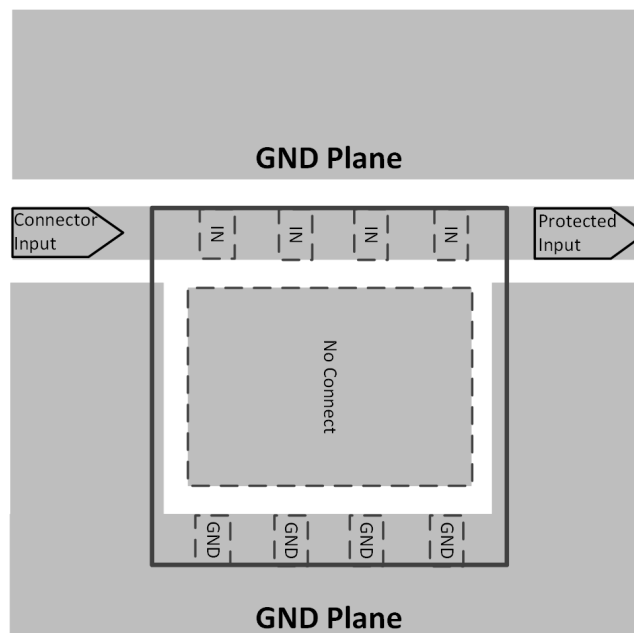 GND Plane
Connector
Input
IN
IN
IN
IN
Protected
Input
No Connect
GND
GND
GND
GND
GND Plane